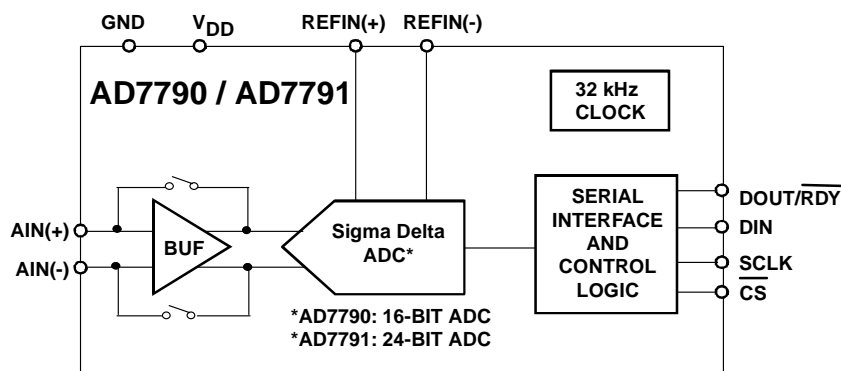 GND
VDD
REFIN(+)
REFIN(-)
AD7790 / AD7791
32 kHz
CLOCK
AIN(+)
AIN(-)
BUF
Sigma Delta
ADC*
SERIAL
INTERFACE
AND
CONTROL
LOGIC
DOUT/RDY
DIN
SCLK
CS
*AD7790: 16-BIT ADC
*AD7791: 24-BIT ADC